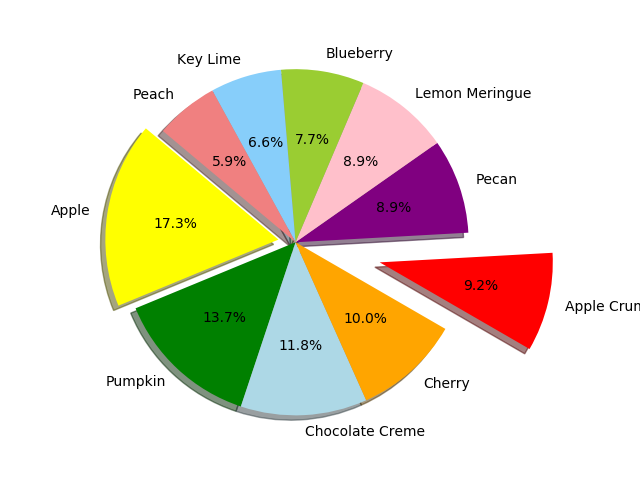 Blueberry
Key Lime
Lemon Meringue
Peach
7.7%
6.6%
5.9%
8.9%
Pecan
8.9%
Apple
17.3%
9.2%
Apple Crum
13.7%
10.0%
11.8%
Pumpkin
Cherry
Chocolate Creme